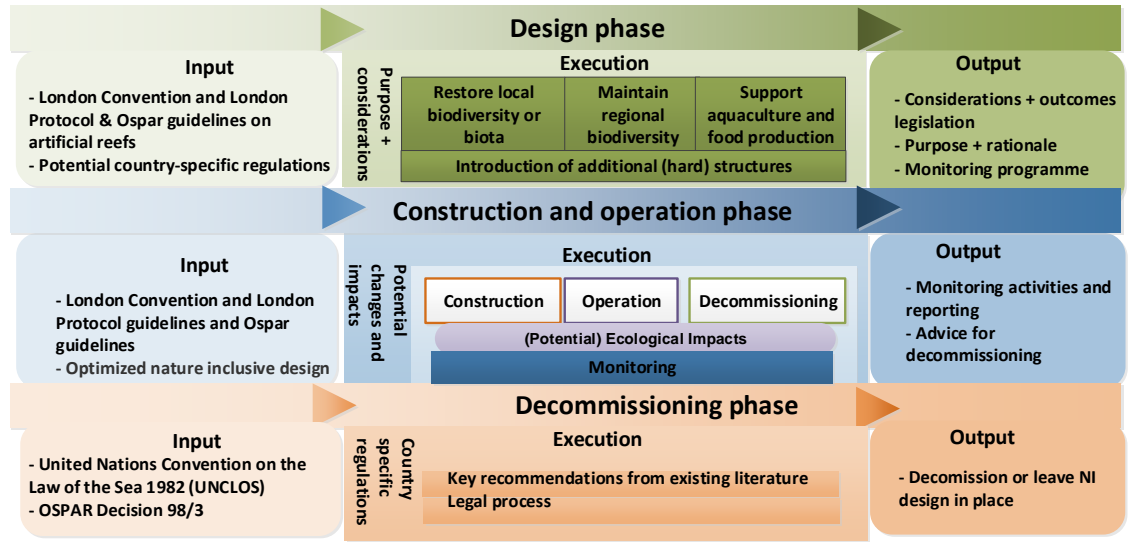 Design phase
Input
- London Convention and London
Protocol & Ospar guidelines on
artificial reefs
- Potential country-specific regulations
Purpose +
considerations
Execution
Restore local
biodiversity or
biota
Maintain
regional
biodiversity
Support
aquaculture and
food production
Introduction of additional (hard) structures
Output
- Considerations + outcomes
legislation
- Purpose + rationale
- Monitoring programme
Construction and operation phase
Input
- London Convention and London
Protocol guidelines and Ospar
guidelines
- Optimized nature inclusive design
Potential
changes and
impacts
Execution
Construction
Operation
Decommissioning
(Potential) Ecological Impacts
Monitoring
Output
- Monitoring activities and
reporting
- Advice for
decommissioning
Decommissioning phase
Input
- United Nations Convention on the
Law of the Sea 1982 (UNCLOS)
- OSPAR Decision 98/3
Country
specific
regulations
Execution
Key recommendations from existing literature
Legal process
Output
- Decomission or leave NI
design in place